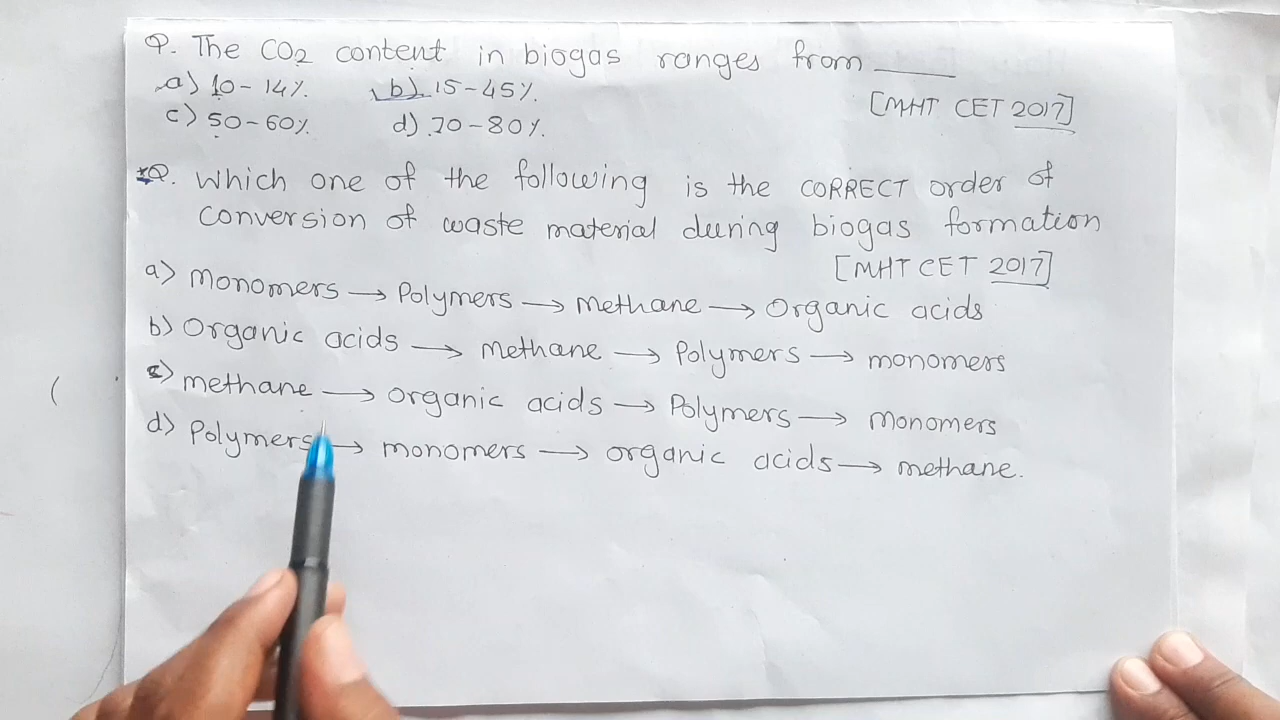 Q. The CO2 content in biogas ranges from ____
a) 10-14%. b) 15-45%.
[MHT CET 2017]
c) 50-60%. d) 70-80%.
*Q. Which one of the following is the CORRECT order of
conversion of waste material during biogas formation
[MHT CET 2017]
a) Monomers → Polymers → Methane → Organic acids
b) Organic acids → Methane → Polymers → monomers
c) methane → organic acids → Polymers → Monomers
d) Polymers → monomers → organic acids → methane.